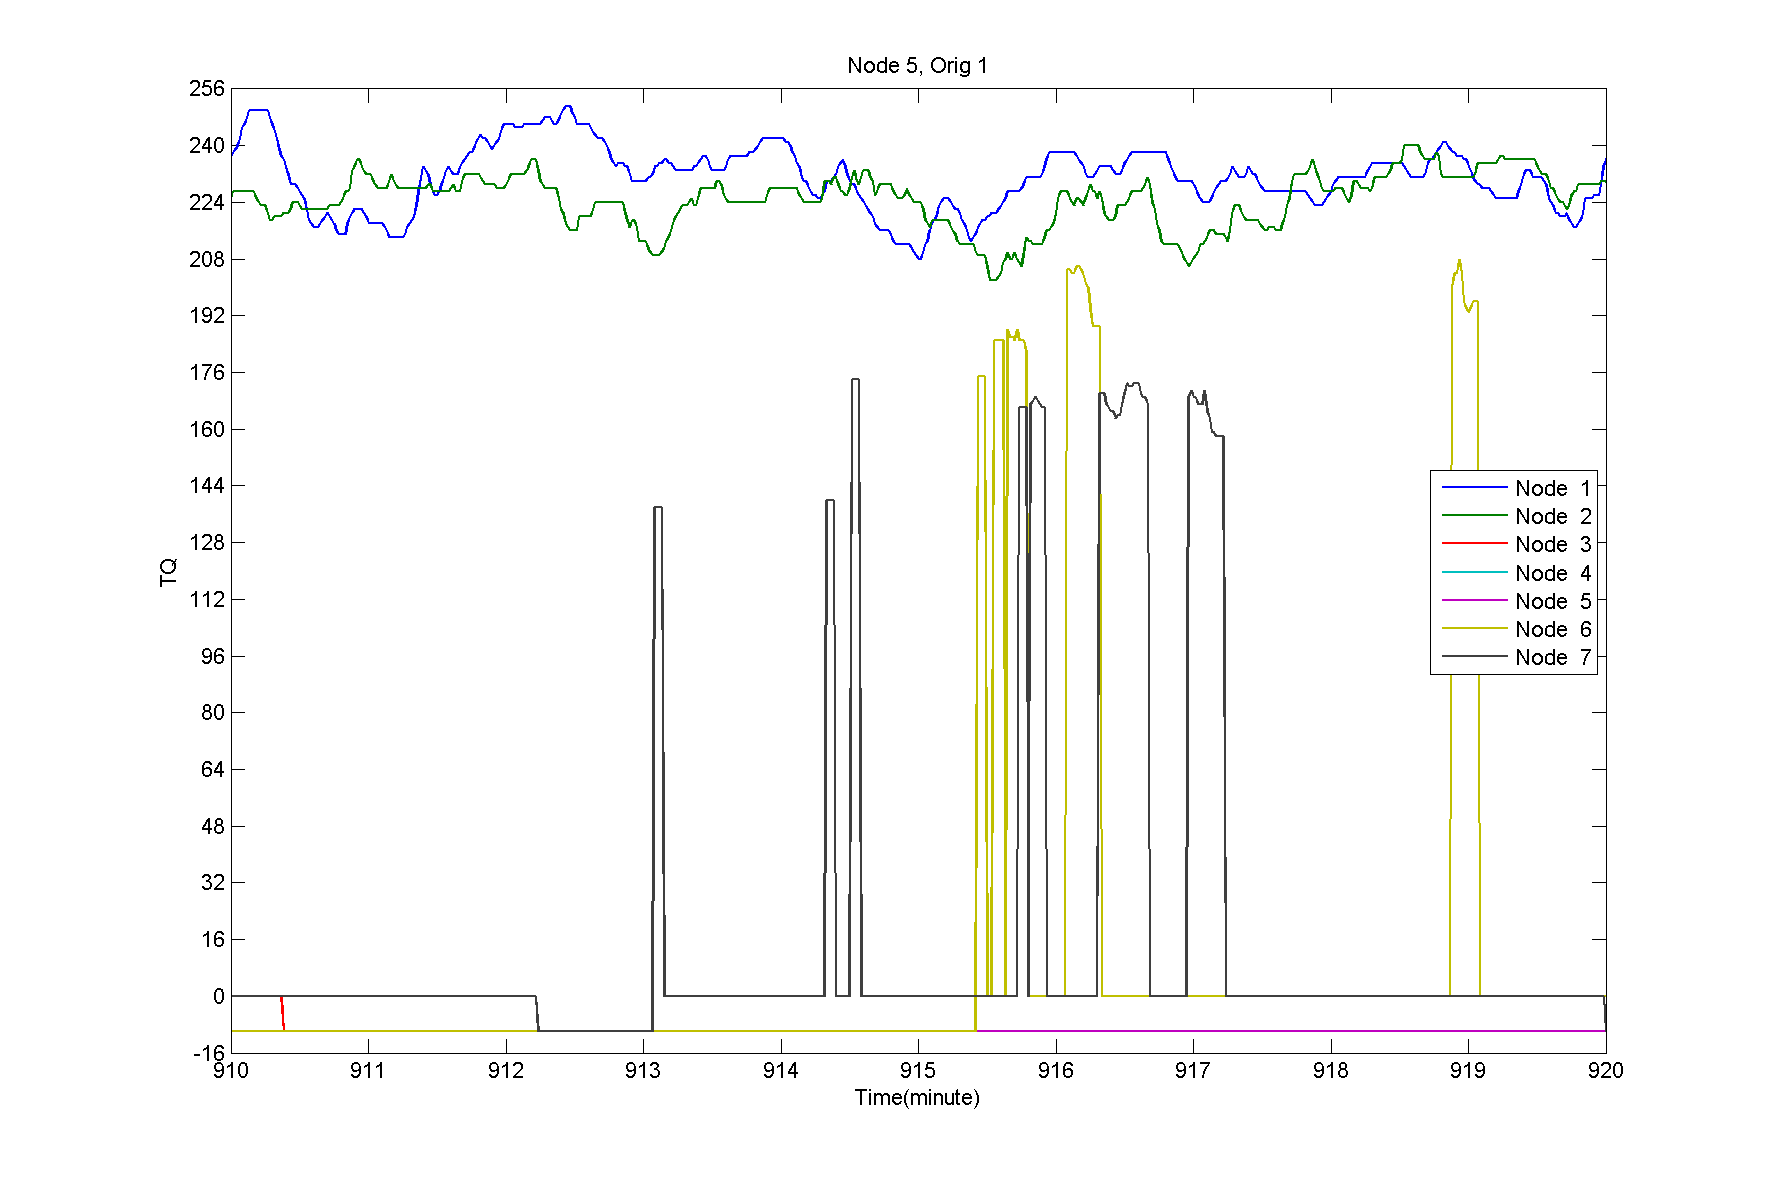 Node 5, Orig 1
256
240
224
208
192
176
160
144
128
112
96
80
64
48
32
16
0
-16
TQ
Node 1
Node 2
Node 3
Node 4
Node 5
Node 6
Node 7
910 911 912 913 914 915 916 917 918 919 920
Time(minute)